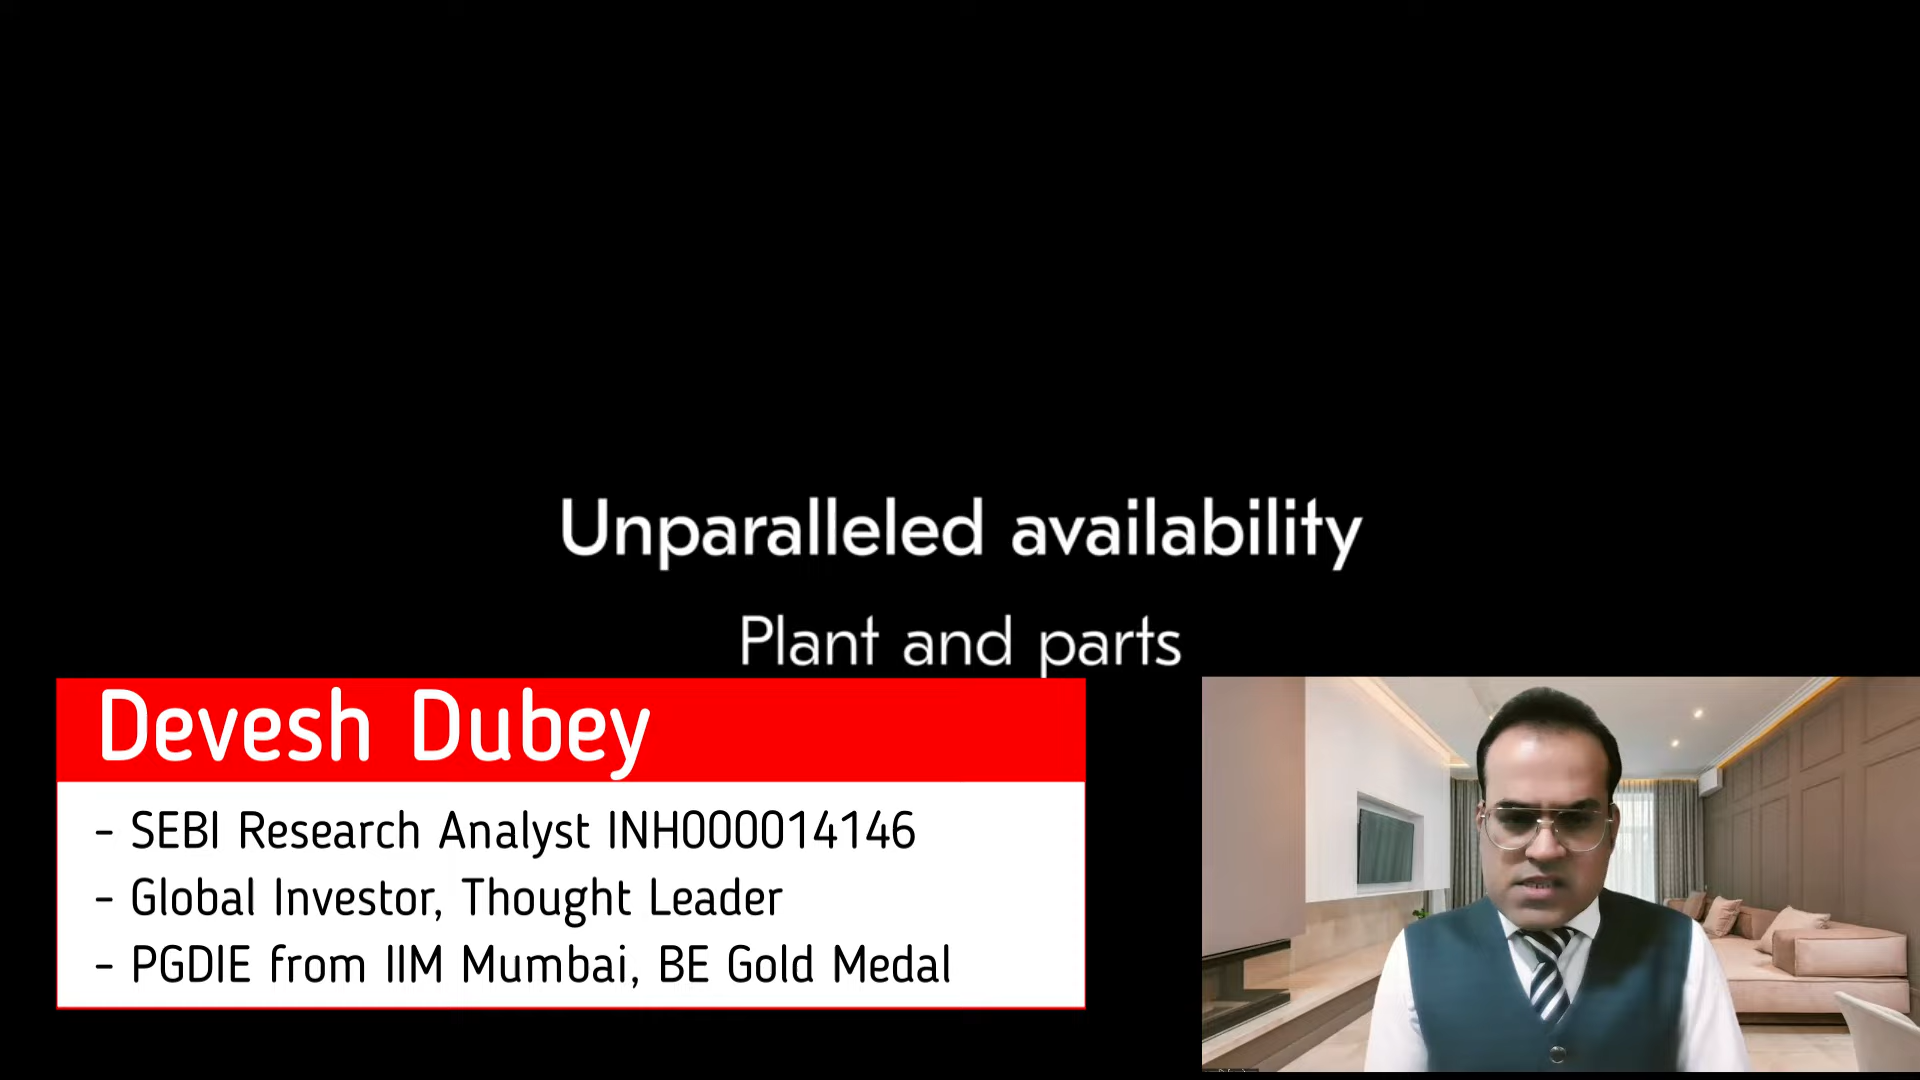 Unparalleled availability
Plant and parts
Devesh Dubey
- SEBI Research Analyst INH000014146
- Global Investor, Thought Leader
- PGDIE from IIM Mumbai, BE Gold Medal